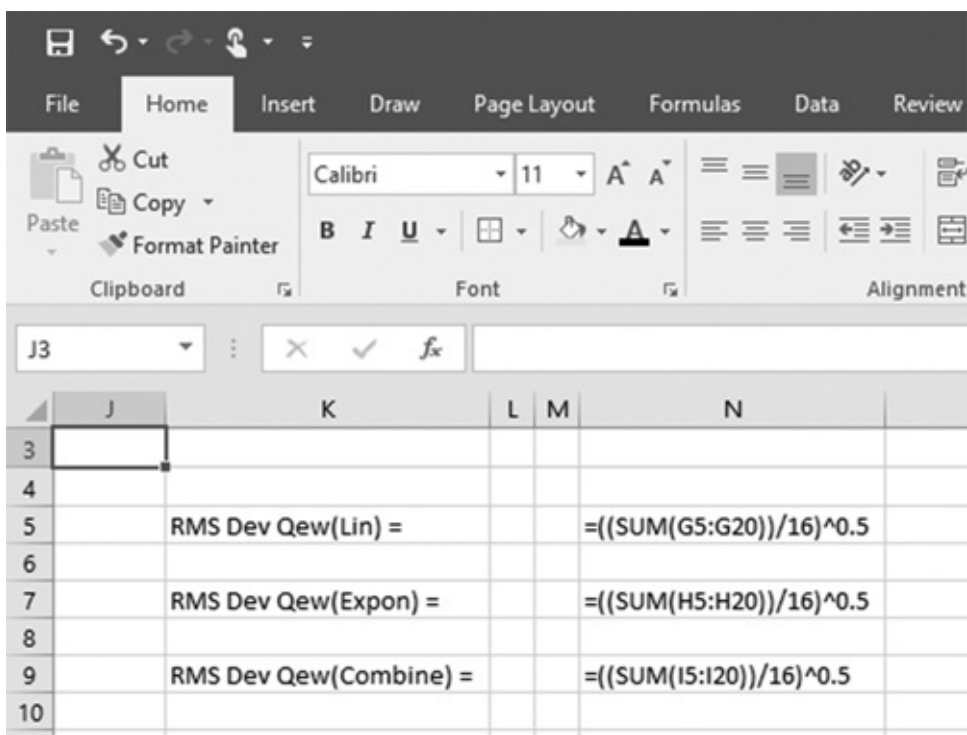 File Home Insert Draw Page Layout Formulas Data Review
Paste
Cut
Copy
Format Painter
Clipboard
Calibri 11 A A
B I U A
Font
Alignment
J3 fx
J K L M N
3
4
5 RMS Dev Qew(Lin) = =((SUM(G5:G20))/16)^0.5
6
7 RMS Dev Qew(Expon) = =((SUM(H5:H20))/16)^0.5
8
9 RMS Dev Qew(Combine) = =((SUM(I5:I20))/16)^0.5
10